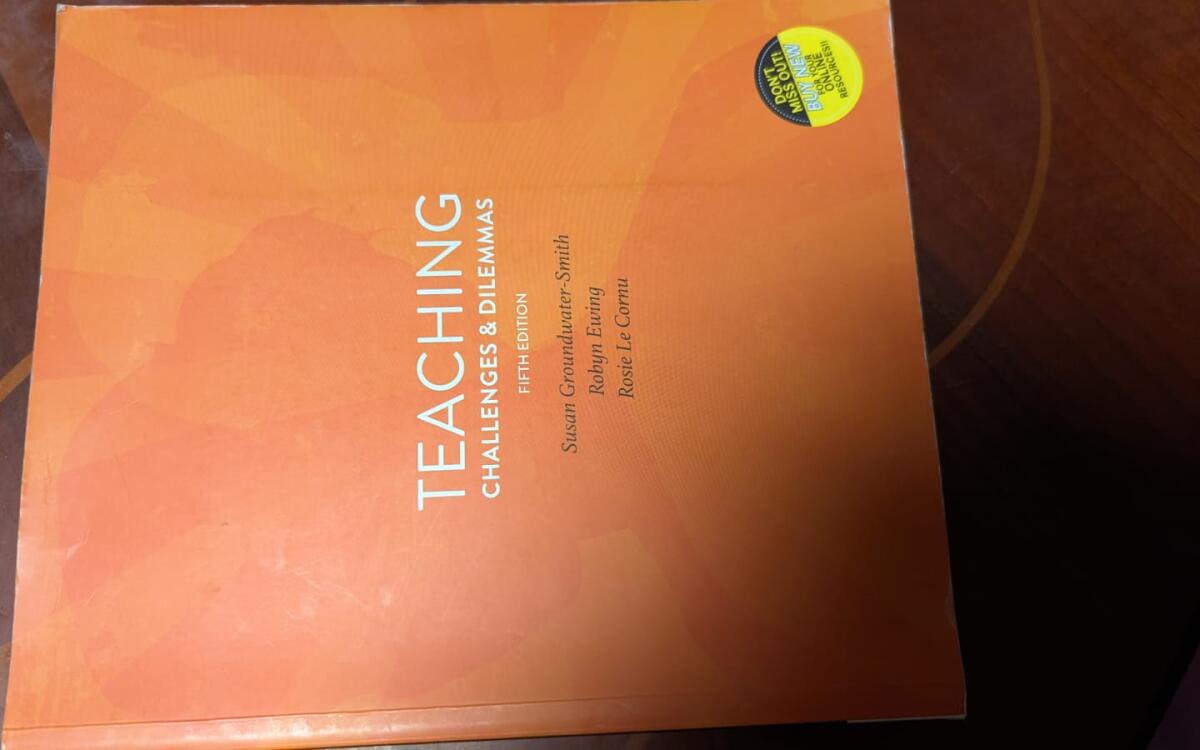 TEACHING
CHALLENGES & DILEMMAS
FIFTH EDITION
Susan Groundwater-Smith
Robyn Ewing
Rosie Le Cornu
DON'T
MISS OUT!
BUY NEW
FOR YOUR
ONLINE
RESOURCES!!